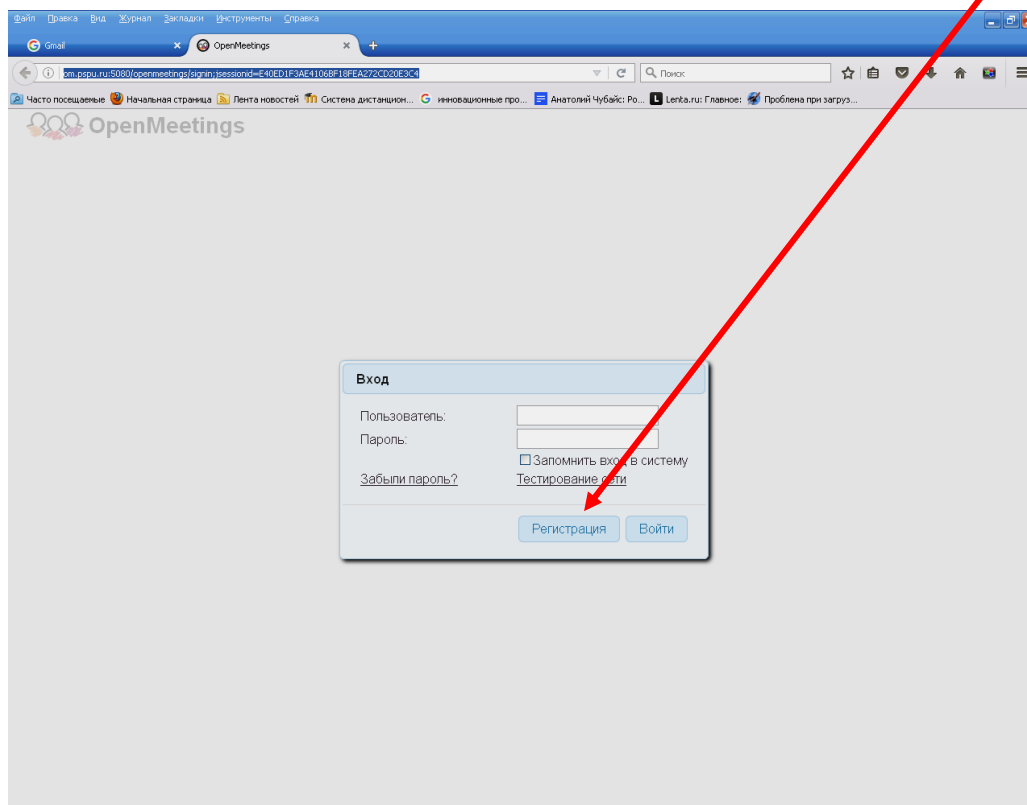 Файл Правка Вид Журнал Закладки Инструменты Справка
Gmail OpenMeetings
om.pspu.ru:5080/openmeetings/signin;jsessionid=E40ED1F3AE4106BF18FEA272CD20E3C4 Поиск
Часто посещаемые Начальная страница Лента новостей Система дистанцион... инновационные про... Анатолий Чубайс: Ро... Lenta.ru: Главное: Проблема при загруз...
OpenMeetings
Вход
Пользователь:
Пароль:
Запомнить вход в систему
Забыли пароль? Тестирование сети
Регистрация Войти